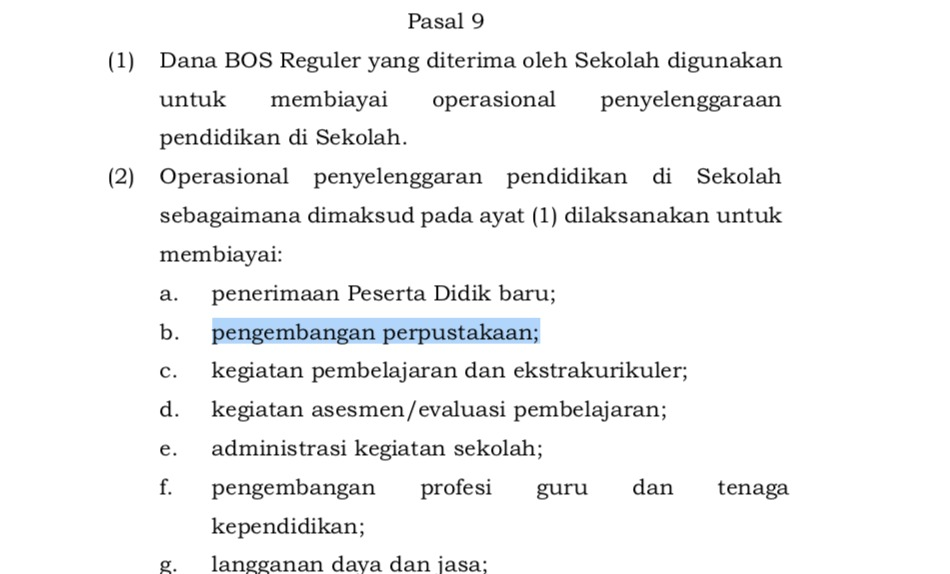 Pasal 9
(1) Dana BOS Reguler yang diterima oleh Sekolah digunakan
untuk membiayai operasional penyelenggaraan
pendidikan di Sekolah.
(2) Operasional penyelenggaran pendidikan di Sekolah
sebagaimana dimaksud pada ayat (1) dilaksanakan untuk
membiayai:
a. penerimaan Peserta Didik baru;
b. pengembangan perpustakaan;
c. kegiatan pembelajaran dan ekstrakurikuler;
d. kegiatan asesmen/evaluasi pembelajaran;
e. administrasi kegiatan sekolah;
f. pengembangan profesi guru dan tenaga
kependidikan;
g. langganan daya dan jasa;